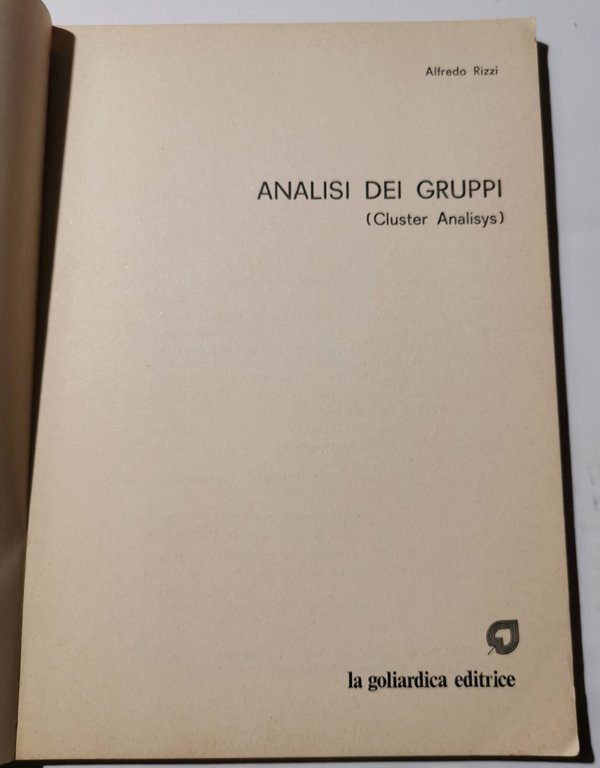 Alfredo Rizzi
ANALISI DEI GRUPPI
(Cluster Analisys)
la goliardica editrice